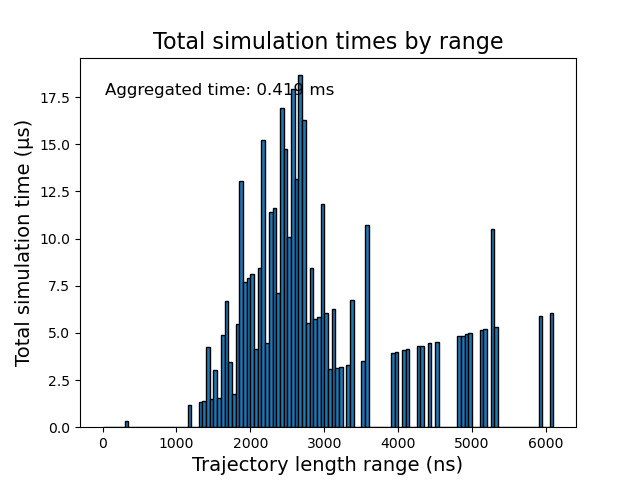 Total simulation times by range
Aggregated time: 0.419 ms
Total simulation time (µs)
17.5
15.0
12.5
10.0
7.5
5.0
2.5
0.0
0 1000 2000 3000 4000 5000 6000
Trajectory length range (ns)